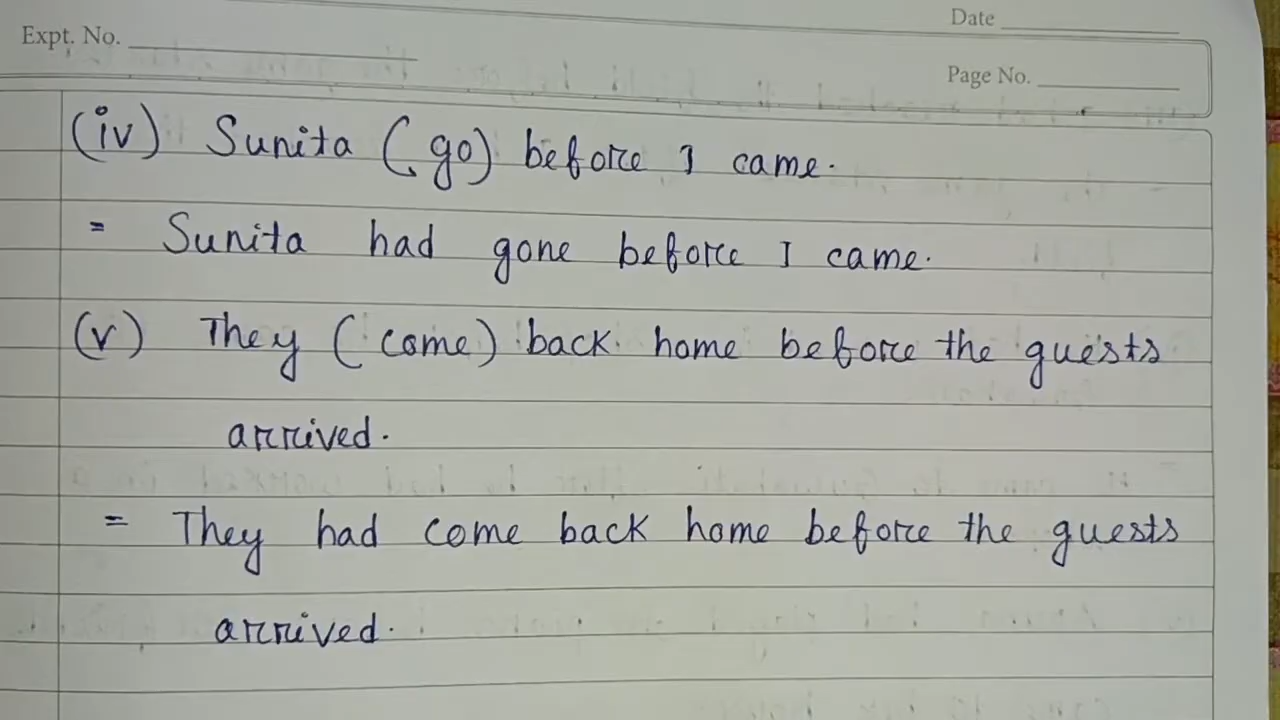 Date
Expt. No.
Page No.
(iv) Sunita (go) before I came.
= Sunita had gone before I came.
(v) They (come) back home before the guests
arrived.
= They had come back home before the guests
arrived.